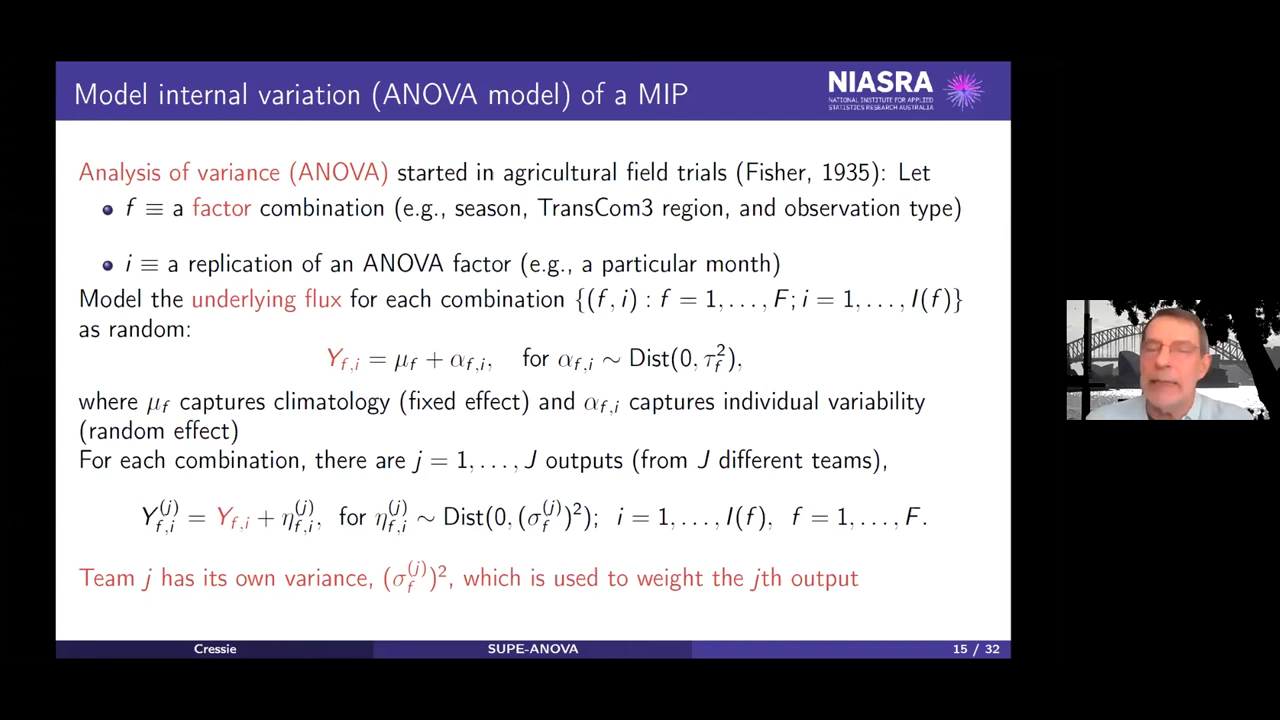 Model internal variation (ANOVA model) of a MIP
NIASRA
NATIONAL INSTITUTE FOR APPLIED
STATISTICS RESEARCH AUSTRALIA
Analysis of variance (ANOVA) started in agricultural field trials (Fisher, 1935): Let
• f ≡ a factor combination (e.g., season, TransCom3 region, and observation type)
• i ≡ a replication of an ANOVA factor (e.g., a particular month)
Model the underlying flux for each combination {(f, i) : f = 1, . . . , F; i = 1, . . . , I(f)}
as random:
Y_{f,i} = μ_f + α_{f,i}, for α_{f,i} ∼ Dist(0, τ_f^2),
where μ_f captures climatology (fixed effect) and α_{f,i} captures individual variability
(random effect)
For each combination, there are j = 1, . . . , J outputs (from J different teams),
Y_{f,i}^{(j)} = Y_{f,i} + η_{f,i}^{(j)}, for η_{f,i}^{(j)} ∼ Dist(0, (σ_f^{(j)})^2); i = 1, . . . , I(f), f = 1, . . . , F.
Team j has its own variance, (σ_f^{(j)})^2, which is used to weight the jth output
Cressie
SUPE-ANOVA
15 / 32